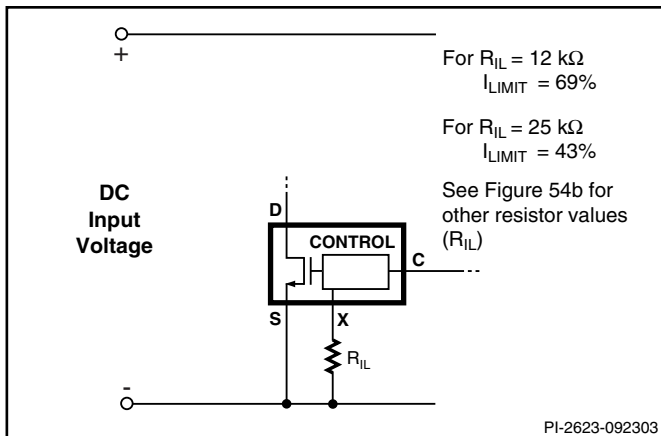 +
For R_IL = 12 kΩ
I_LIMIT = 69%
For R_IL = 25 kΩ
I_LIMIT = 43%
See Figure 54b for
other resistor values
(R_IL)
DC
Input
Voltage
D
CONTROL
C
S
X
R_IL
-
PI-2623-092303